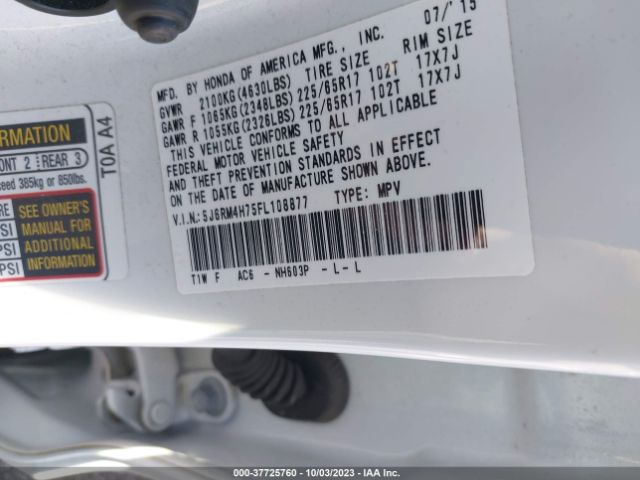 MFD. BY HONDA OF AMERICA MFG., INC. 07/'15
GVWR 2100KG(4630LBS) TIRE SIZE RIM SIZE
GAWR F 1065KG(2348LBS) 225/65R17 102T 17X7J
GAWR R 1055KG(2326LBS) 225/65R17 102T 17X7J
THIS VEHICLE CONFORMS TO ALL APPLICABLE
FEDERAL MOTOR VEHICLE SAFETY
AND THEFT PREVENTION STANDARDS IN EFFECT
ON THE DATE OF MANUFACTURE SHOWN ABOVE.
V.I.N:5J6RM4H75FL108677 TYPE: MPV
T1W F AC6 - NH603P - L - L
FORMATION
ONT 2 REAR 3
eed 385kg or 850lbs.
T0A A4
RE SEE OWNER'S
PSI MANUAL FOR
PSI ADDITIONAL
PSI INFORMATION
000-37725760 - 10/03/2023 - IAA, Inc.